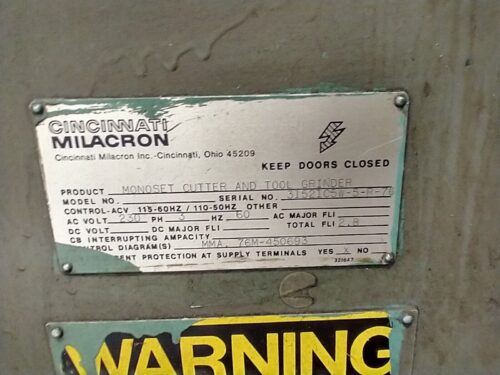 CINCINNATI
MILACRON
Cincinnati Milacron Inc.-Cincinnati, Ohio 45209
KEEP DOORS CLOSED
PRODUCT MONOSET CUTTER AND TOOL GRINDER
MODEL NO. SERIAL NO.
CONTROL-ACV 115-60HZ / 110-50HZ OTHER
AC VOLT 230 PH 3 HZ. 60 AC MAJOR FLI
DC VOLT DC MAJOR FLI TOTAL FLI 2.8
CB INTERRUPTING AMPACITY
DIAGRAM(S) MMA. 76M-450693
PROTECTION AT SUPPLY TERMINALS YES X NO
WARNING